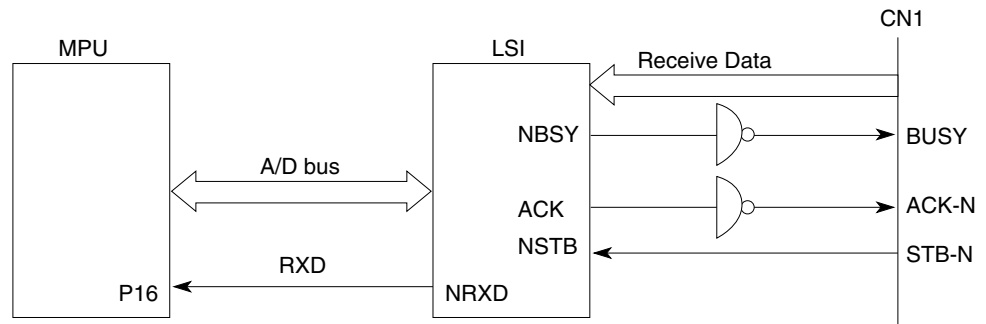 CN1
MPU
LSI
Receive Data
NBSY
BUSY
A/D bus
ACK
ACK-N
NSTB
STB-N
RXD
P16
NRXD